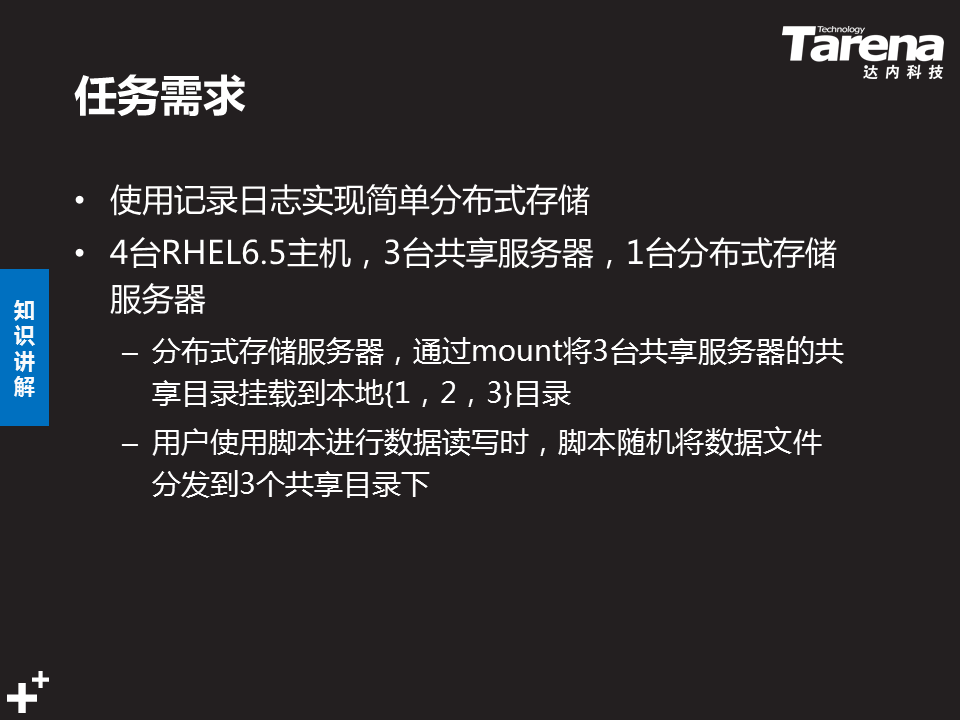 Technology
Tarena
达内科技
任务需求
• 使用记录日志实现简单分布式存储
• 4台RHEL6.5主机，3台共享服务器，1台分布式存储
服务器
– 分布式存储服务器，通过mount将3台共享服务器的共
享目录挂载到本地{1，2，3}目录
– 用户使用脚本进行数据读写时，脚本随机将数据文件
分发到3个共享目录下
知
识
讲
解